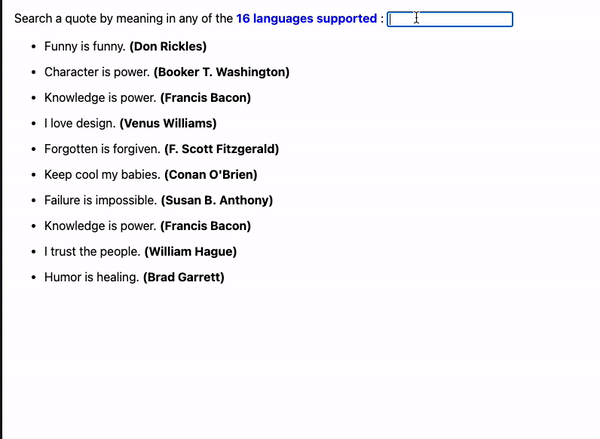 Search a quote by meaning in any of the 16 languages supported :
Funny is funny. (Don Rickles)
Character is power. (Booker T. Washington)
Knowledge is power. (Francis Bacon)
I love design. (Venus Williams)
Forgotten is forgiven. (F. Scott Fitzgerald)
Keep cool my babies. (Conan O'Brien)
Failure is impossible. (Susan B. Anthony)
Knowledge is power. (Francis Bacon)
I trust the people. (William Hague)
Humor is healing. (Brad Garrett)